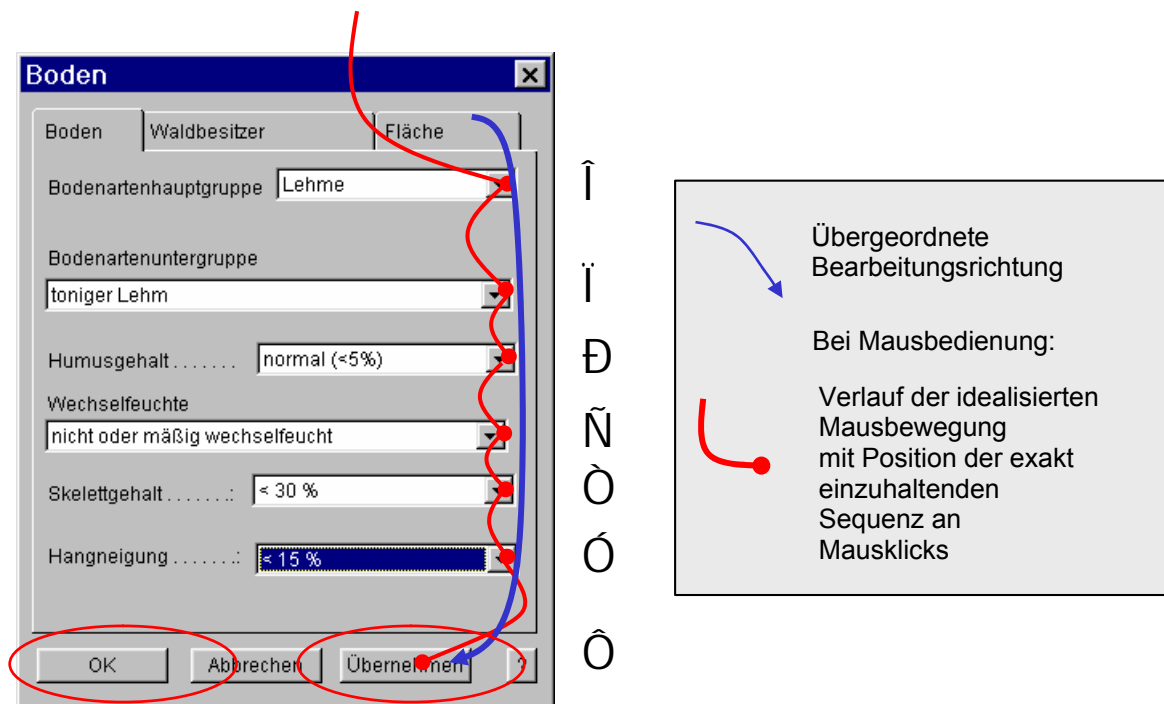 Boden
Boden Waldbesitzer Fläche
Bodenartenhauptgruppe Lehme
Î
Bodenartenuntergruppe
toniger Lehm
Ï
Humusgehalt . . . . . . . normal (<5%)
Ð
Wechselfeuchte
nicht oder mäßig wechselfeucht
Ñ
Skelettgehalt . . . . . . .: < 30 %
Ò
Hangneigung . . . . . . .: < 15 %
Ó
OK Abbrechen Übernehmen ?
Ô
Übergeordnete
Bearbeitungsrichtung
Bei Mausbedienung:
Verlauf der idealisierten
Mausbewegung
mit Position der exakt
einzuhaltenden
Sequenz an
Mausklicks